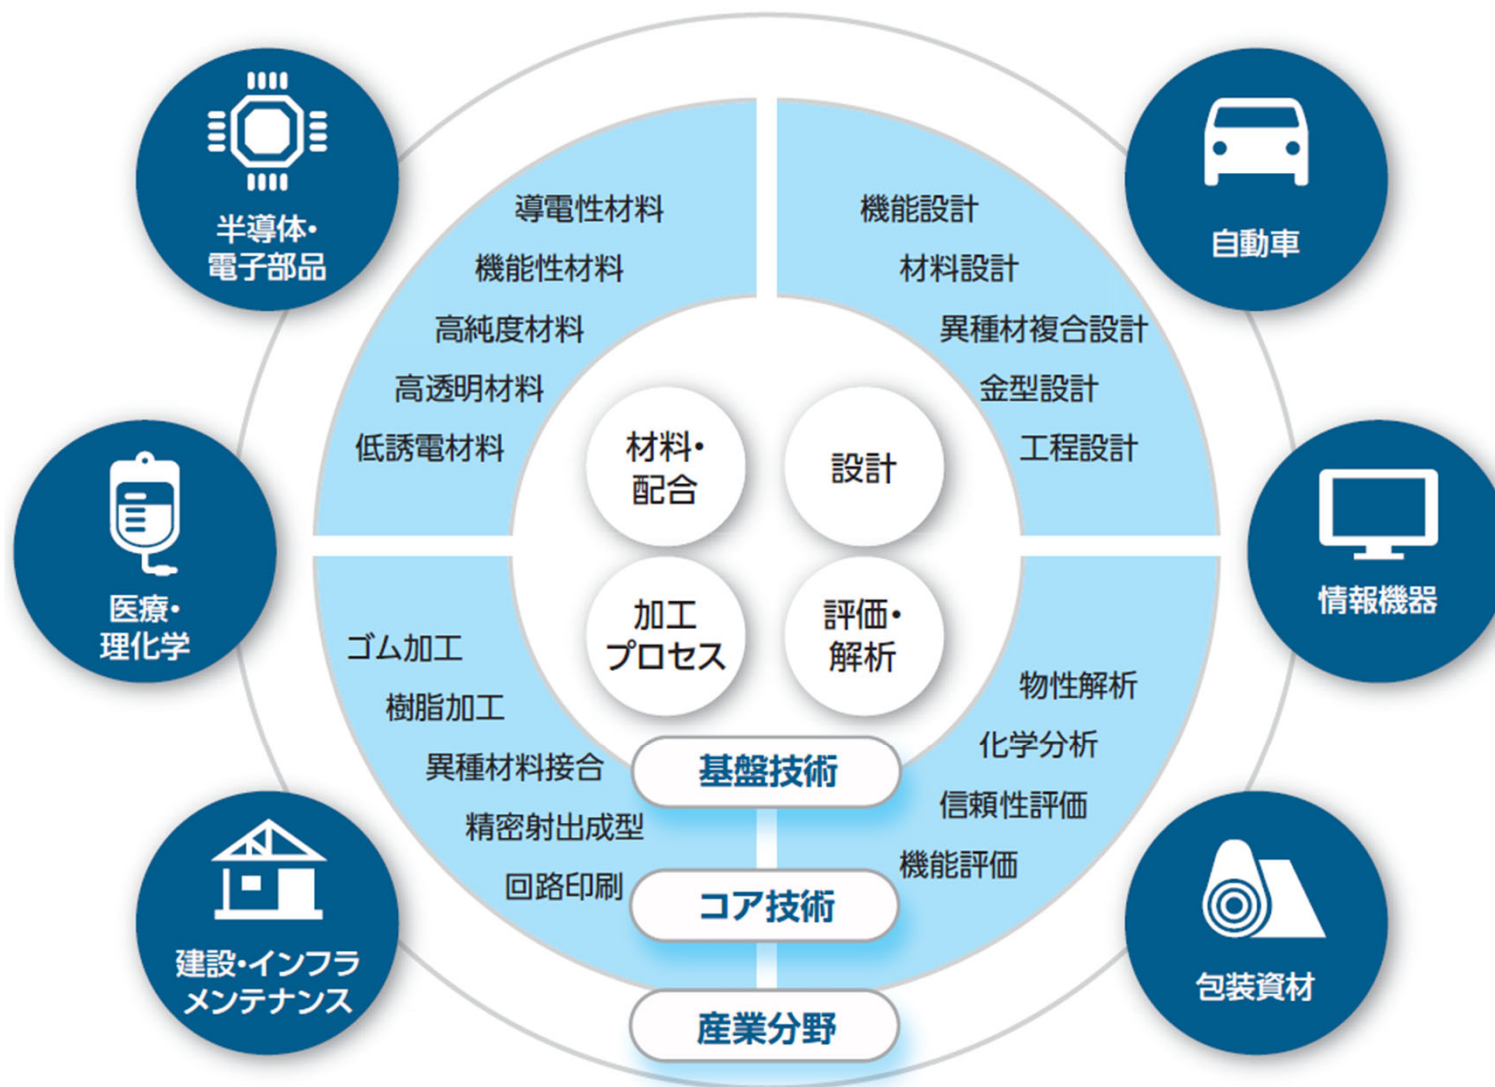 半導体・
電子部品
自動車
導電性材料
機能性材料
高純度材料
高透明材料
低誘電材料
機能設計
材料設計
異種材複合設計
金型設計
工程設計
材料・
配合
設計
医療・
理化学
情報機器
加工
プロセス
評価・
解析
ゴム加工
樹脂加工
異種材料接合
精密射出成型
回路印刷
物性解析
化学分析
信頼性評価
機能評価
基盤技術
コア技術
産業分野
建設・インフラ
メンテナンス
包装資材